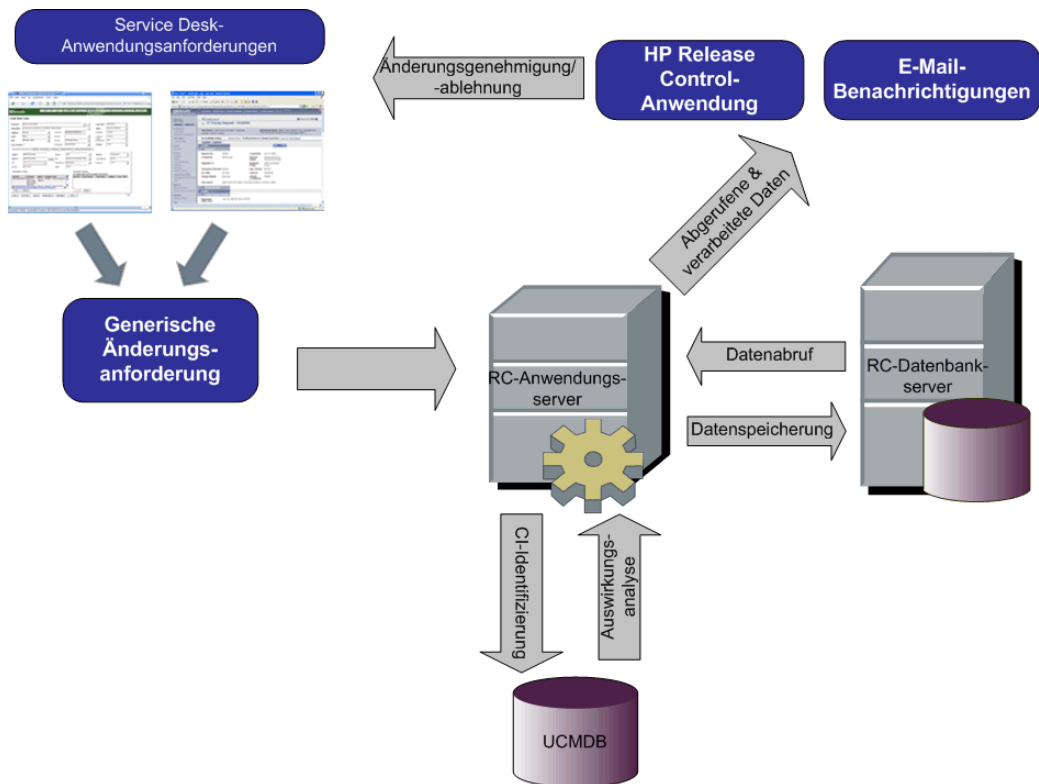 Service Desk-
Anwendungsanforderungen
Änderungsgenehmigung/
-ablehnung
HP Release
Control-
Anwendung
E-Mail-
Benachrichtigungen
Abgerufene &
verarbeitete Daten
Generische
Änderungs-
anforderung
RC-Anwendungs-
server
Datenabruf
Datenspeicherung
RC-Datenbank-
server
CI-Identifizierung
Auswirkungs-
analyse
UCMDB